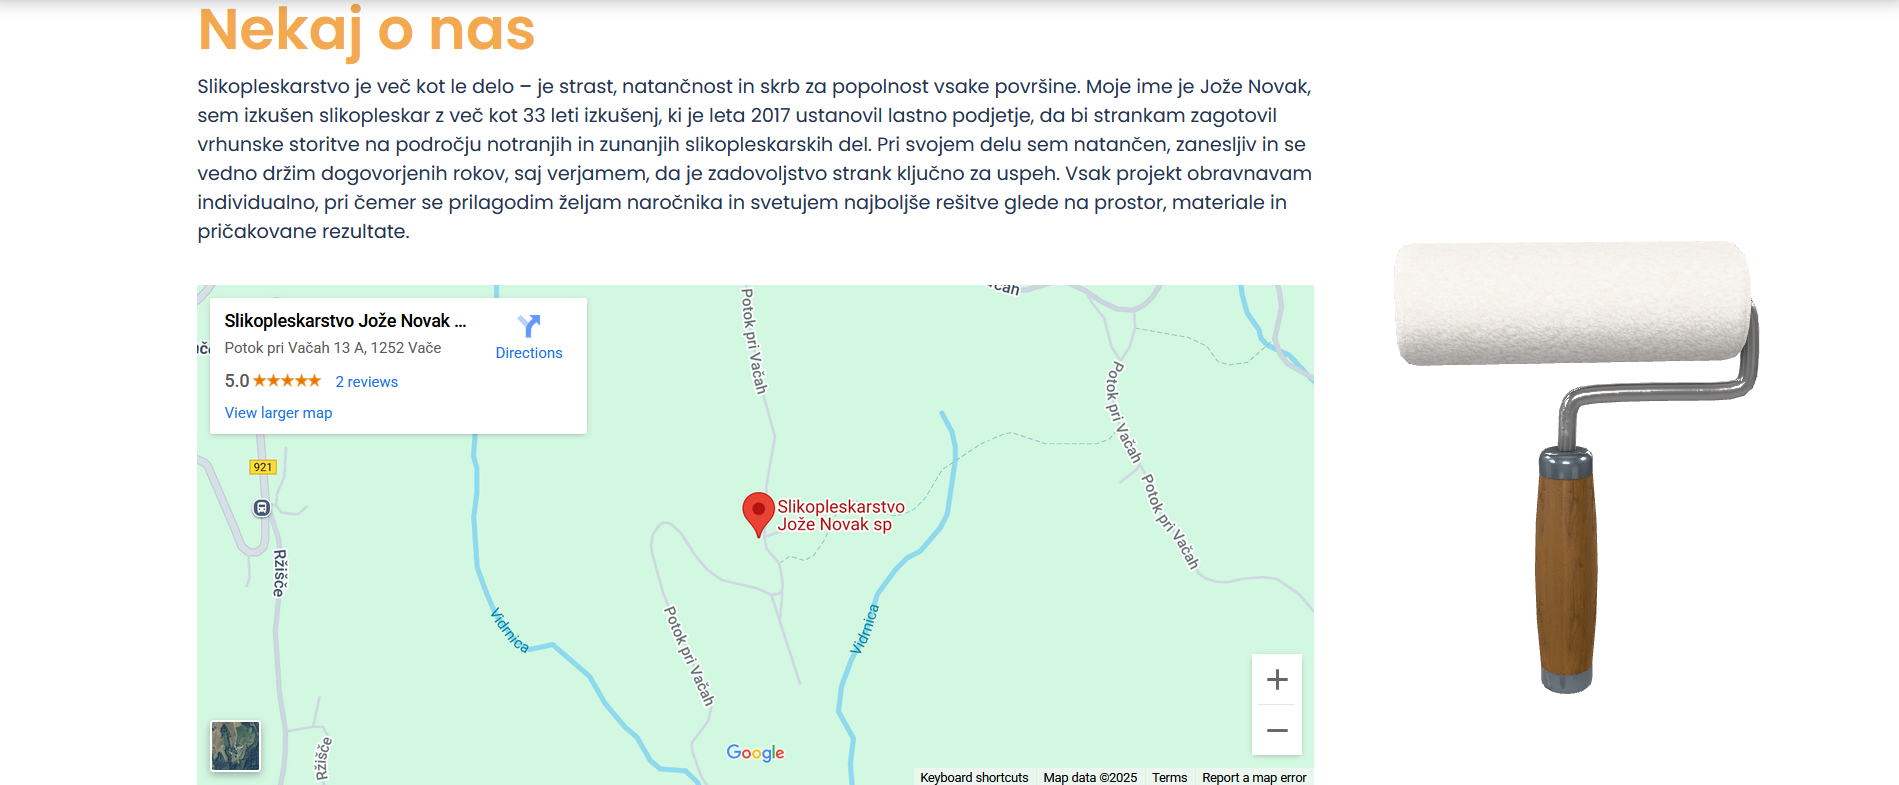 Nekaj o nas
Slikopleskarstvo je več kot le delo – je strast, natančnost in skrb za popolnost vsake površine. Moje ime je Jože Novak,
sem izkušen slikopleskar z več kot 33 leti izkušenj, ki je leta 2017 ustanovil lastno podjetje, da bi strankam zagotovil
vrhunske storitve na področju notranjih in zunanjih slikopleskarskih del. Pri svojem delu sem natančen, zanesljiv in se
vedno držim dogovorjenih rokov, saj verjamem, da je zadovoljstvo strank ključno za uspeh. Vsak projekt obravnavam
individualno, pri čemer se prilagodim željam naročnika in svetujem najboljše rešitve glede na prostor, materiale in
pričakovane rezultate.
Slikopleskarstvo Jože Novak ...
Potok pri Vačah 13 A, 1252 Vače
5.0
2 reviews
View larger map
Directions
Potok pri Vačah
Potok pri Vačah
Potok pri Vačah
921
Slikopleskarstvo
Jože Novak sp
Ržišče
Vidrnica
Vidrnica
Potok pri Vačah
Ržišče
Google
Keyboard shortcuts
Map data ©2025
Terms
Report a map error